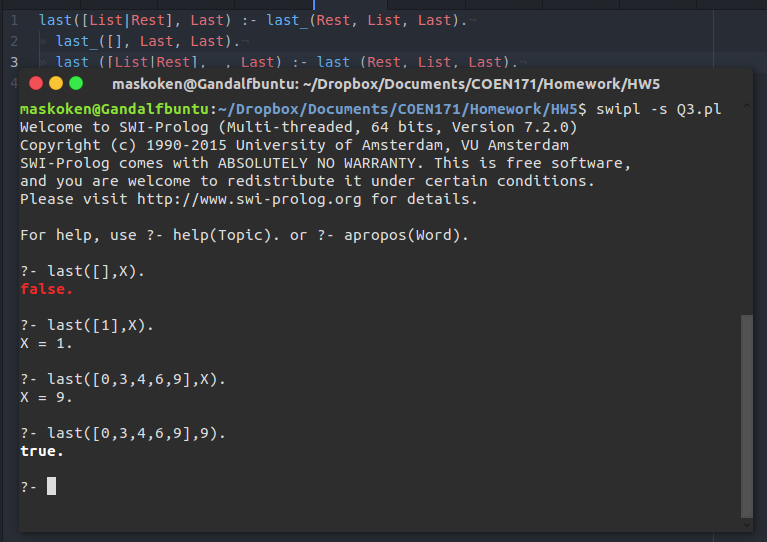 1 last([List|Rest], Last) :- last_(Rest, List, Last).¬
2 » last_([], Last, Last).¬
3 » last_([List|Rest], _, Last) :- last_(Rest, List, Last).¬
4
maskoken@Gandalfbuntu: ~/Dropbox/Documents/COEN171/Homework/HW5
maskoken@Gandalfbuntu:~/Dropbox/Documents/COEN171/Homework/HW5$ swipl -s Q3.pl
Welcome to SWI-Prolog (Multi-threaded, 64 bits, Version 7.2.0)
Copyright (c) 1990-2015 University of Amsterdam, VU Amsterdam
SWI-Prolog comes with ABSOLUTELY NO WARRANTY. This is free software,
and you are welcome to redistribute it under certain conditions.
Please visit http://www.swi-prolog.org for details.
For help, use ?- help(Topic). or ?- apropos(Word).
?- last([],X).
false.
?- last([1],X).
X = 1.
?- last([0,3,4,6,9],X).
X = 9.
?- last([0,3,4,6,9],9).
true.
?-